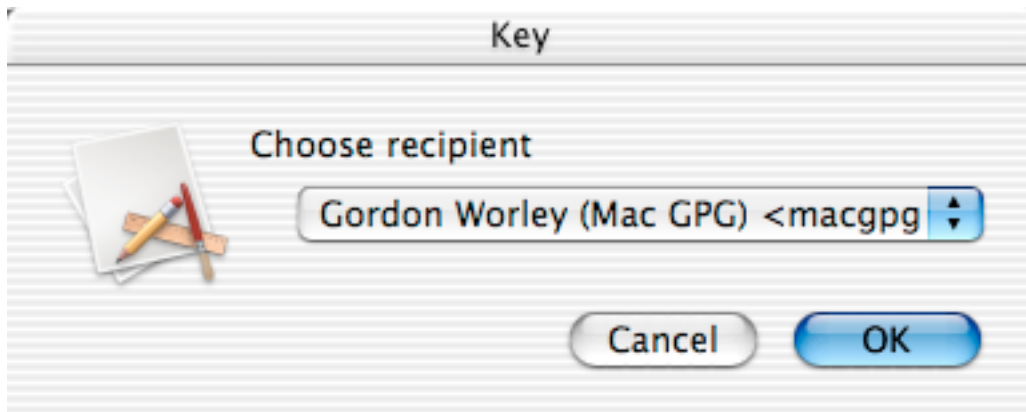 Key
Choose recipient
Gordon Worley (Mac GPG) <macgpg
Cancel
OK